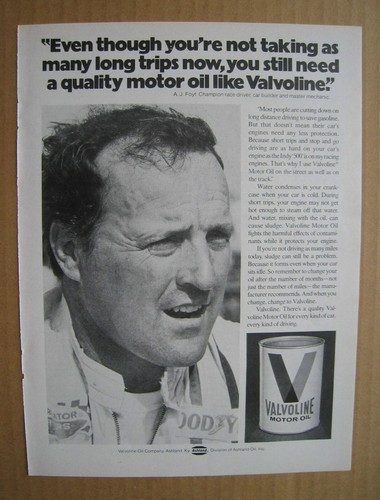 “Even though you’re not taking as
many long trips now, you still need
a quality motor oil like Valvoline.”
A. J. Foyt: Champion race driver, car builder and master mechanic.
“Most people are cutting down on
long distance driving to save gasoline.
But that doesn't mean their car's
engines need any less protection.
Because short trips and stop and go
driving are as hard on your car's
engine as the Indy '500' is on my racing
engines. That's why I use Valvoline
Motor Oil on the street as well as on
the track.”
Water condenses in your crank-
case when your car is cold. During
short trips, your engine may not get
hot enough to steam off that water.
And water, mixing with the oil, can
cause sludge. Valvoline Motor Oil
fights the harmful effects of contami-
nants while it protects your engine.
If you're not driving as many miles
today, sludge can still be a problem.
Because it forms even when your car
sits idle. So remember to change your
oil after the number of months—not
just the number of miles—the manu-
facturer recommends. And when you
change, change to Valvoline.
Valvoline. There's a quality Val-
voline Motor Oil for every kind of car,
every kind of driving.
VALVOLINE
MOTOR OIL
Valvoline Oil Company, Ashland, Ky.
Division of Ashland Oil, Inc.